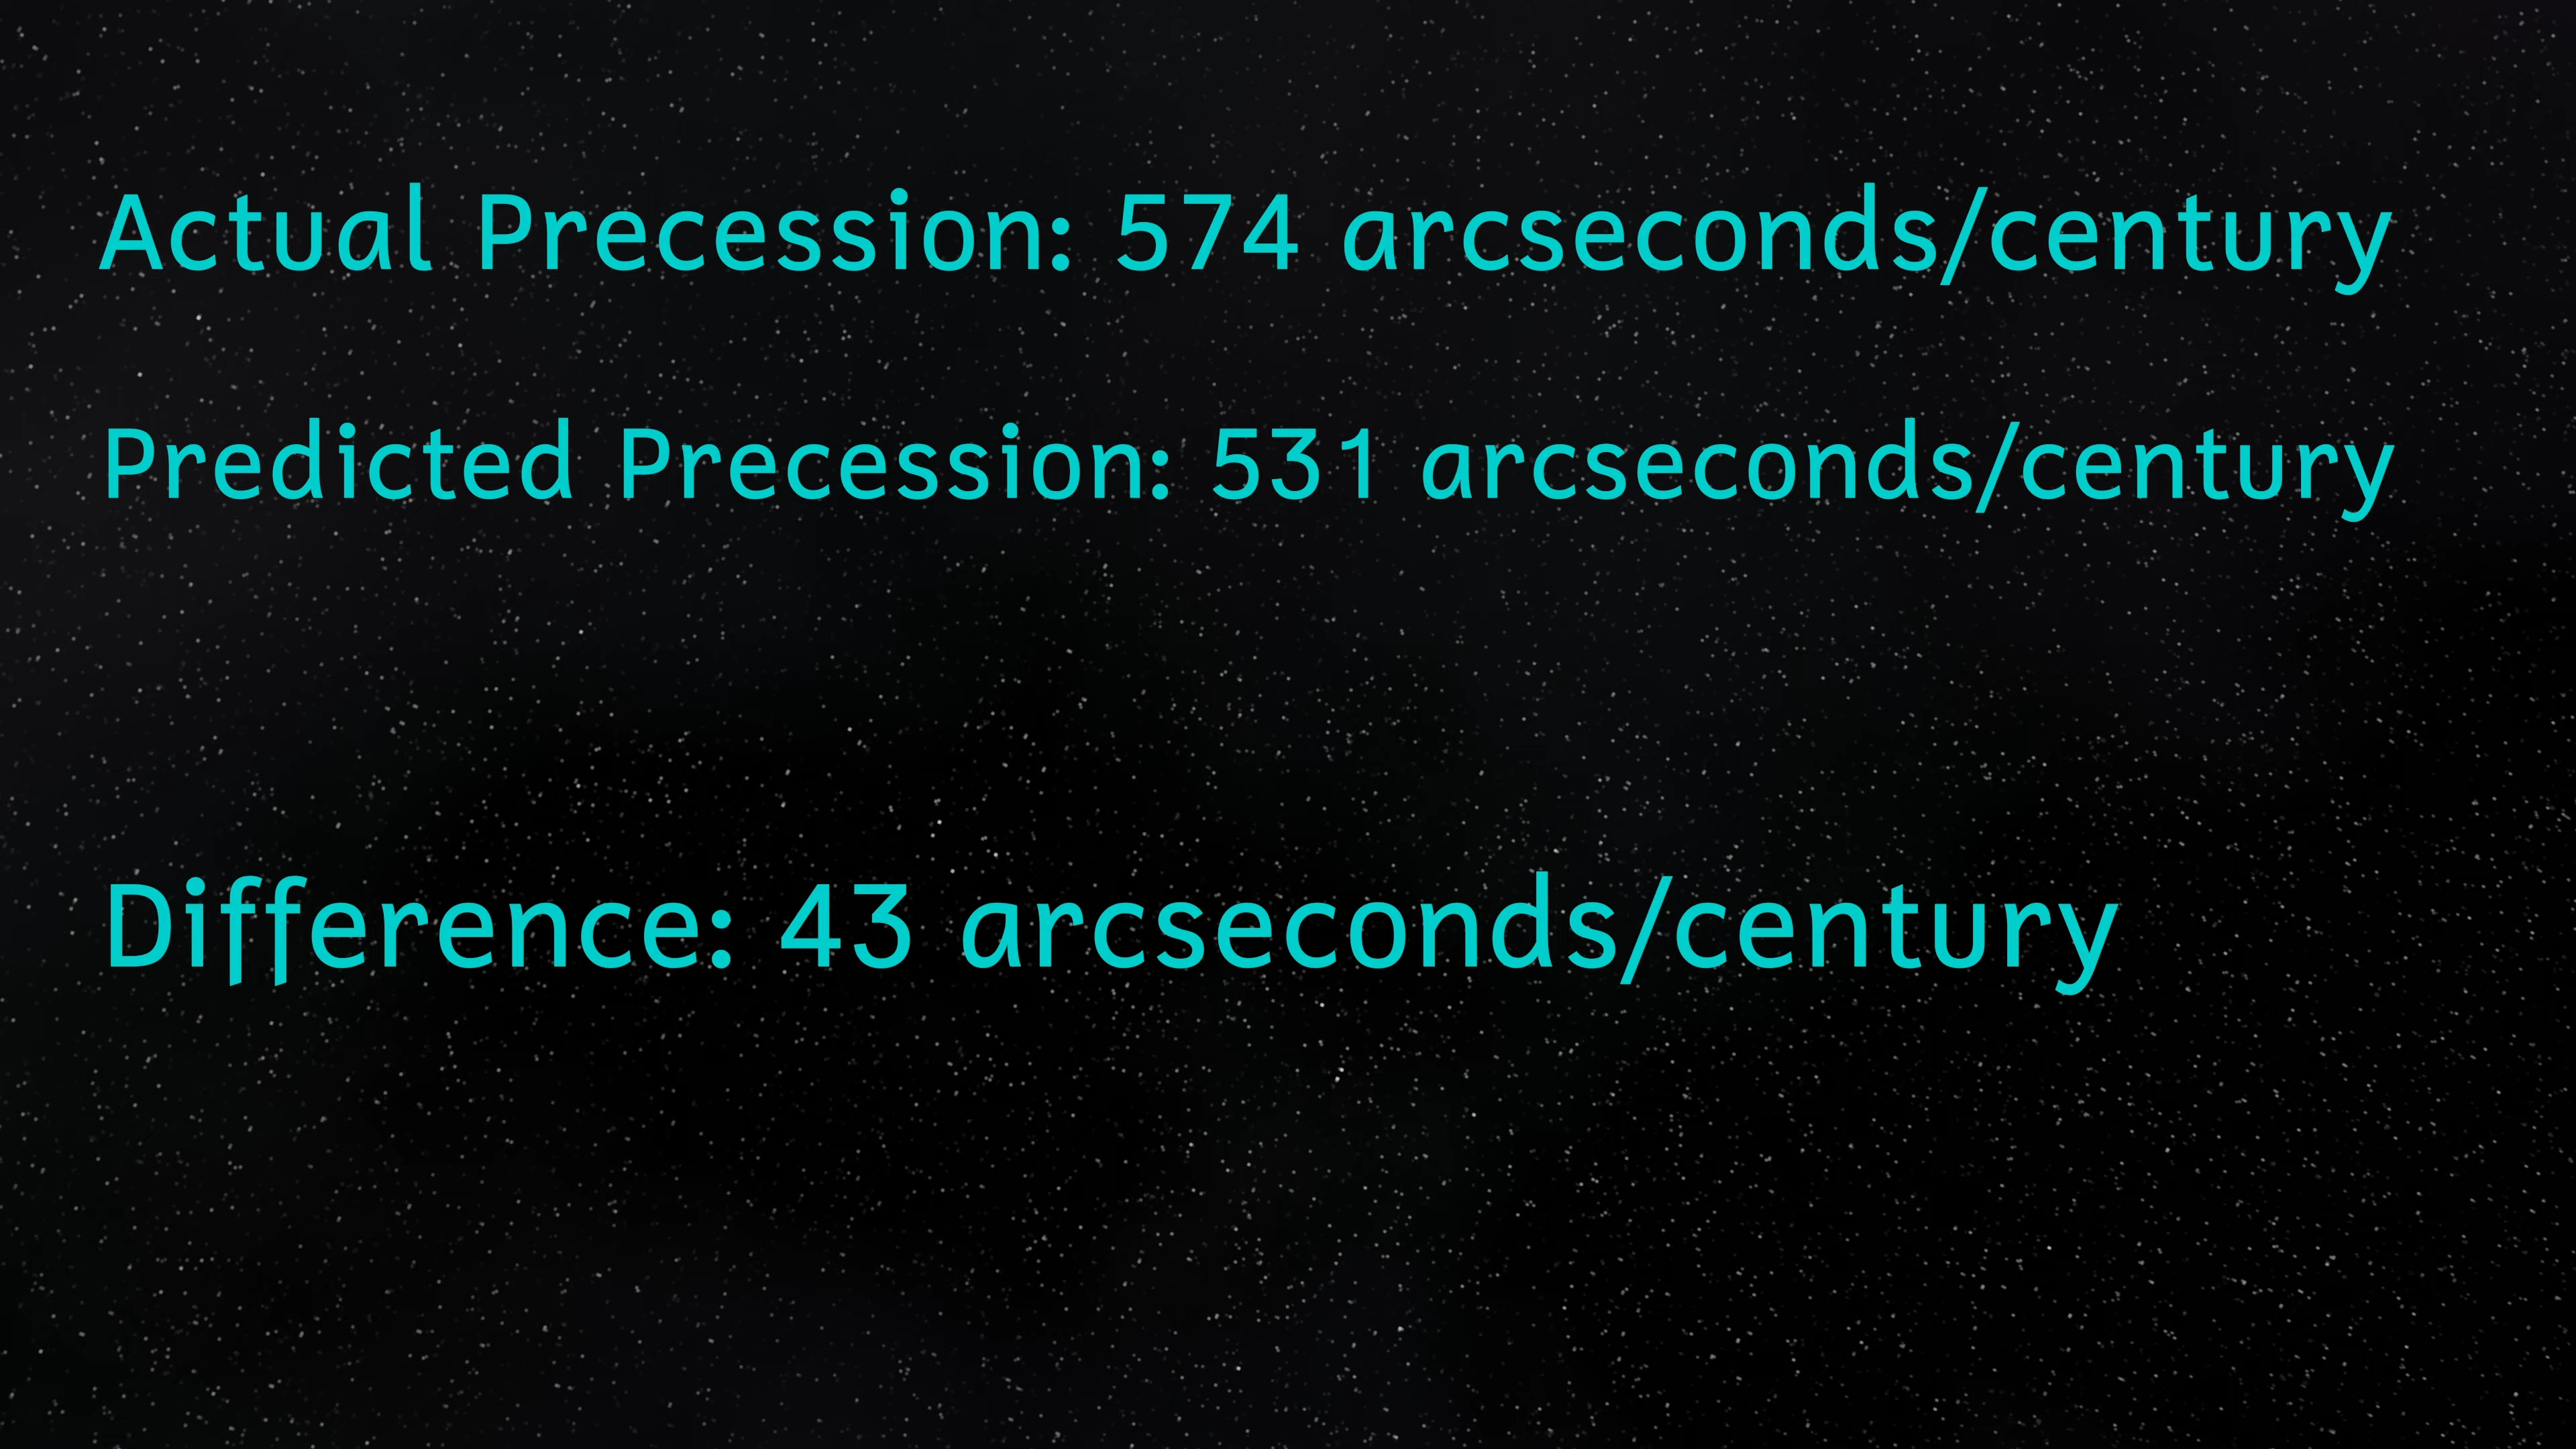 Actual Precession: 574 arcseconds/century
Predicted Precession: 531 arcseconds/century
Difference: 43 arcseconds/century